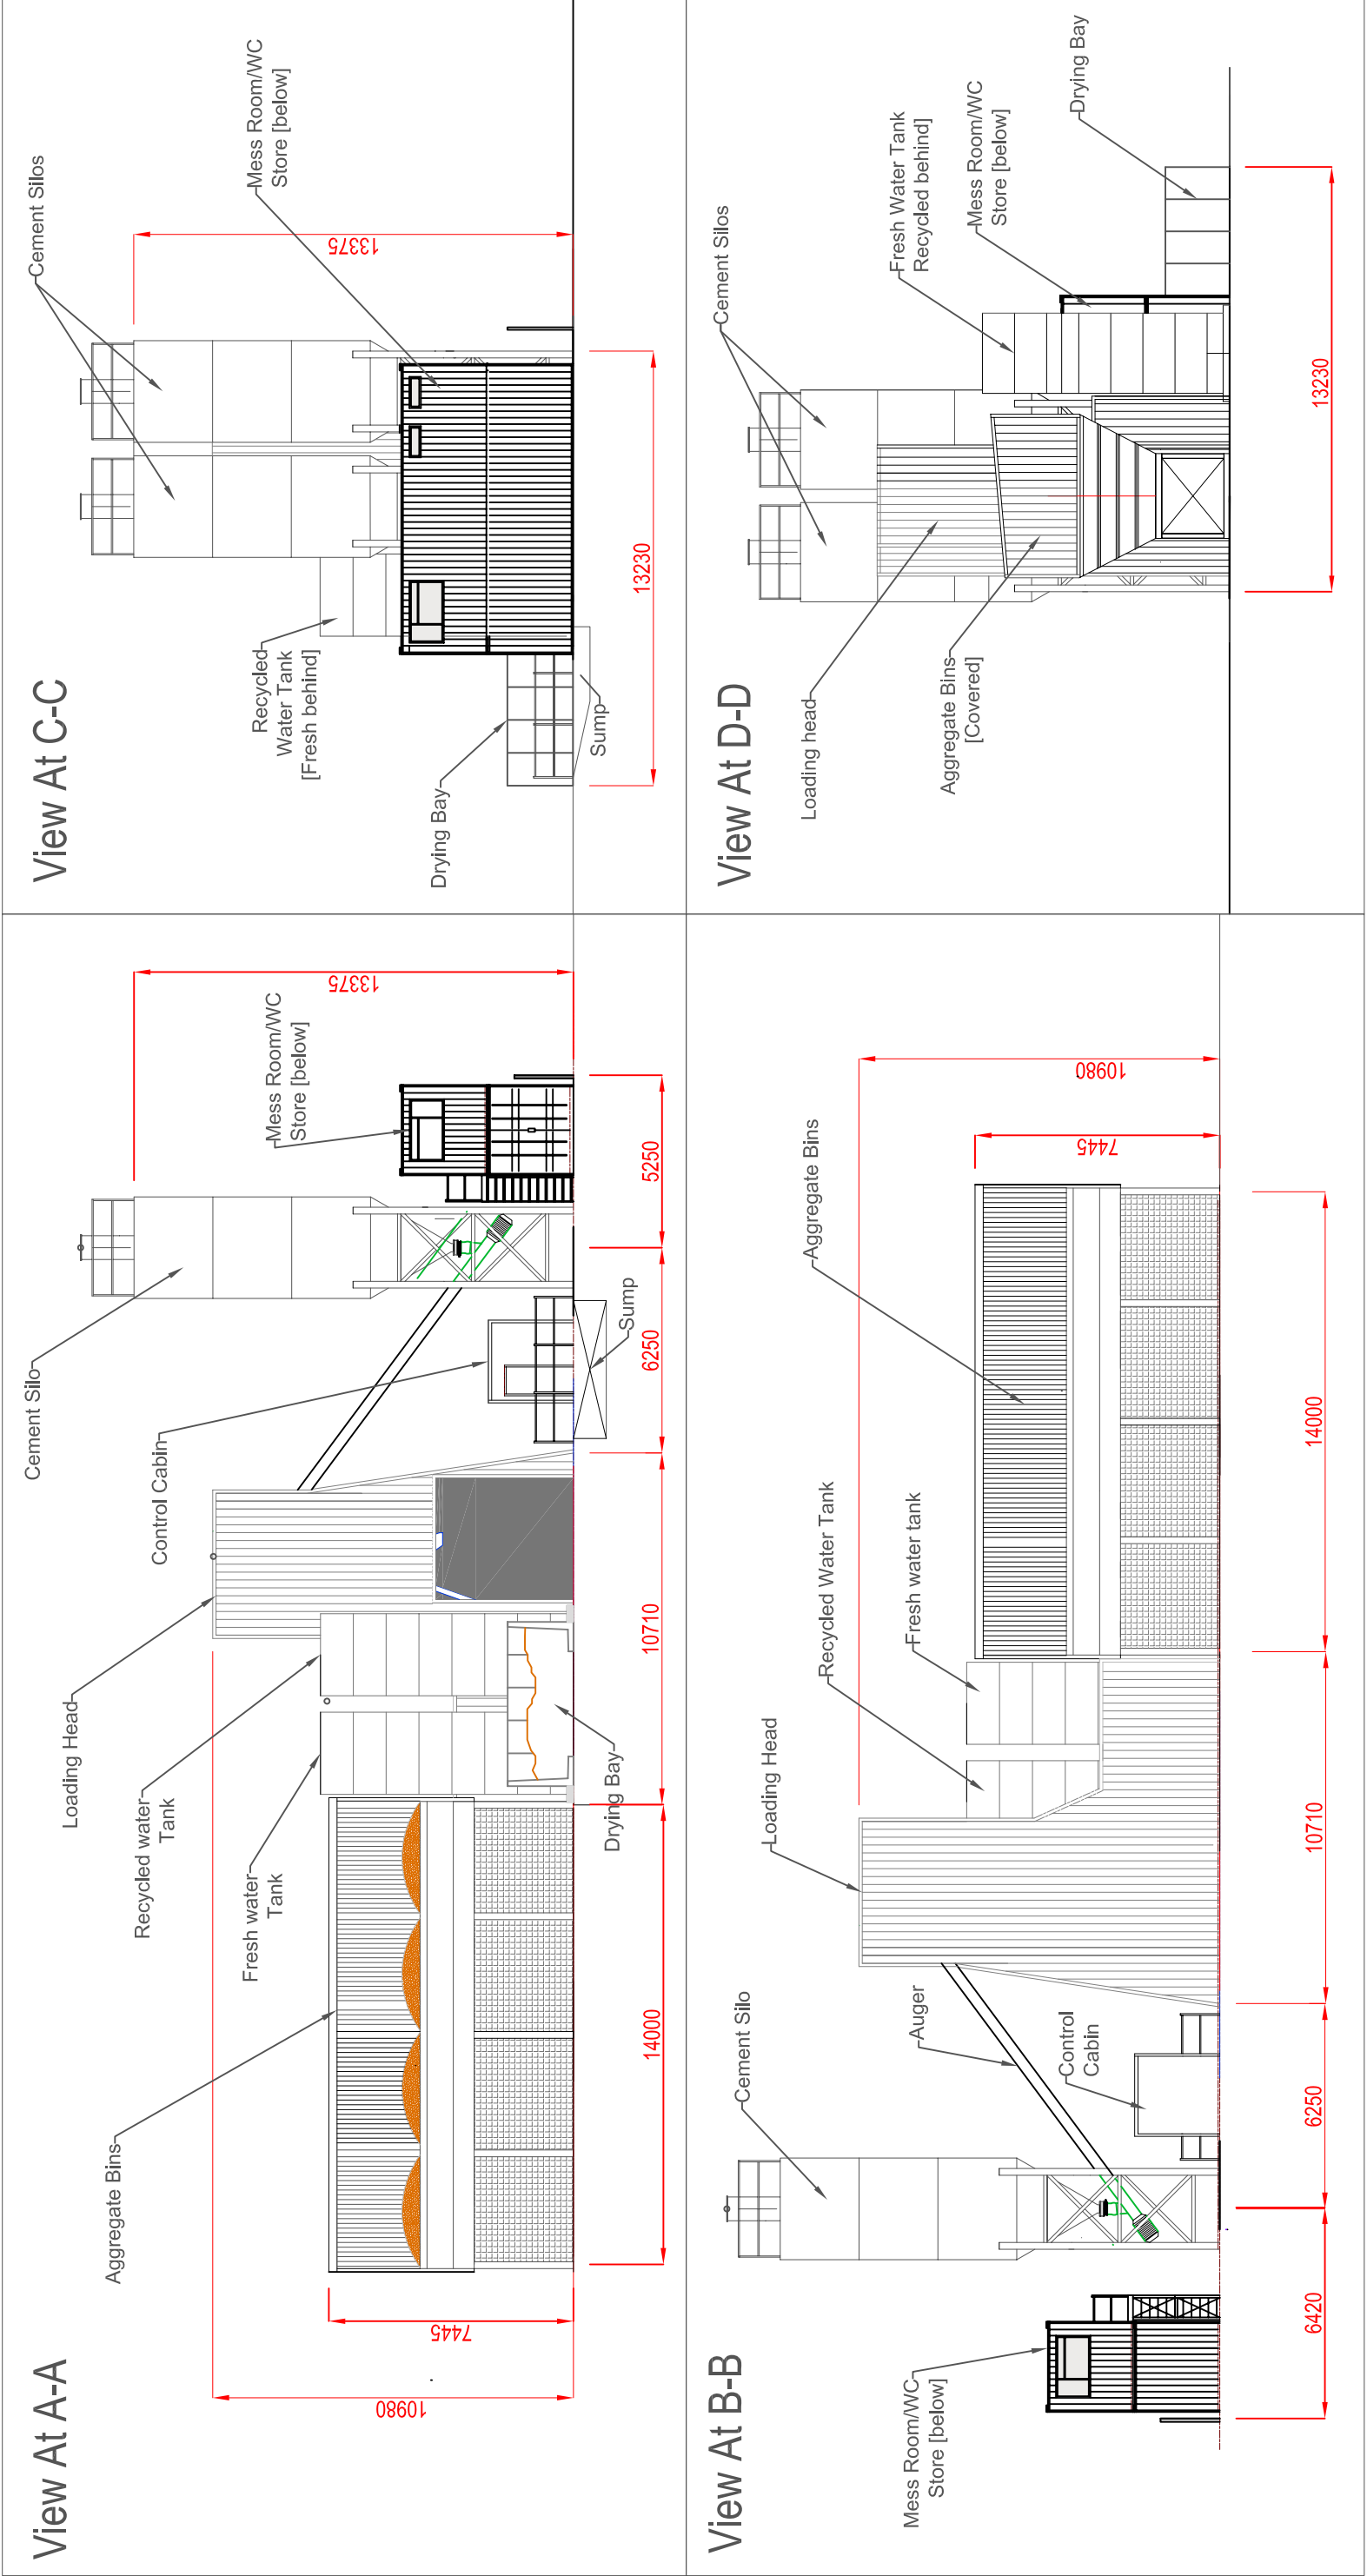 View At A-A
Aggregate Bins
Fresh water
Tank
Recycled water
Tank
Loading Head
Control Cabin
Cement Silo
Mess Room/WC
Store [below]
Sump
Drying Bay
10980
7445
13375
14000
10710
6250
5250
View At C-C
Cement Silos
Mess Room/WC
Store [below]
Recycled
Water Tank
[Fresh behind]
Drying Bay
Sump
13375
13230
View At B-B
Mess Room/WC
Store [below]
Cement Silo
Auger
Control
Cabin
Loading Head
Recycled Water Tank
Fresh water tank
Aggregate Bins
10980
7445
6420
6250
10710
14000
View At D-D
Loading head
Aggregate Bins
[Covered]
Cement Silos
Fresh Water Tank
Recycled behind]
Mess Room/WC
Store [below]
Drying Bay
13230